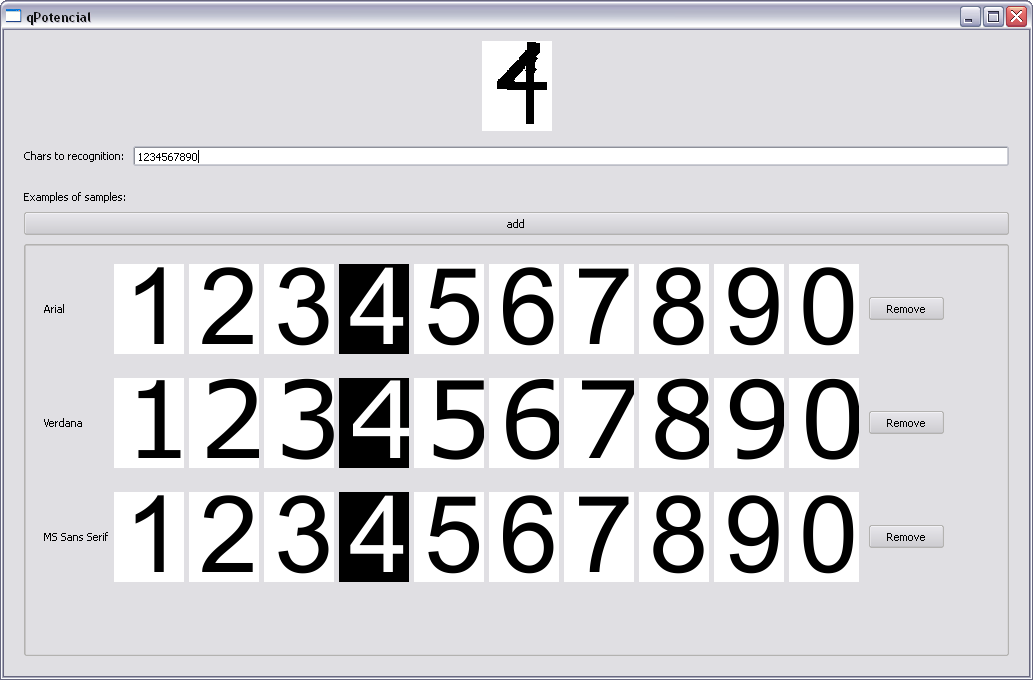 qPotencial
4
Chars to recognition: 1234567890
Examples of samples:
add
Arial 1 2 3 4 5 6 7 8 9 0 Remove
Verdana 1 2 3 4 5 6 7 8 9 0 Remove
MS Sans Serif 1 2 3 4 5 6 7 8 9 0 Remove